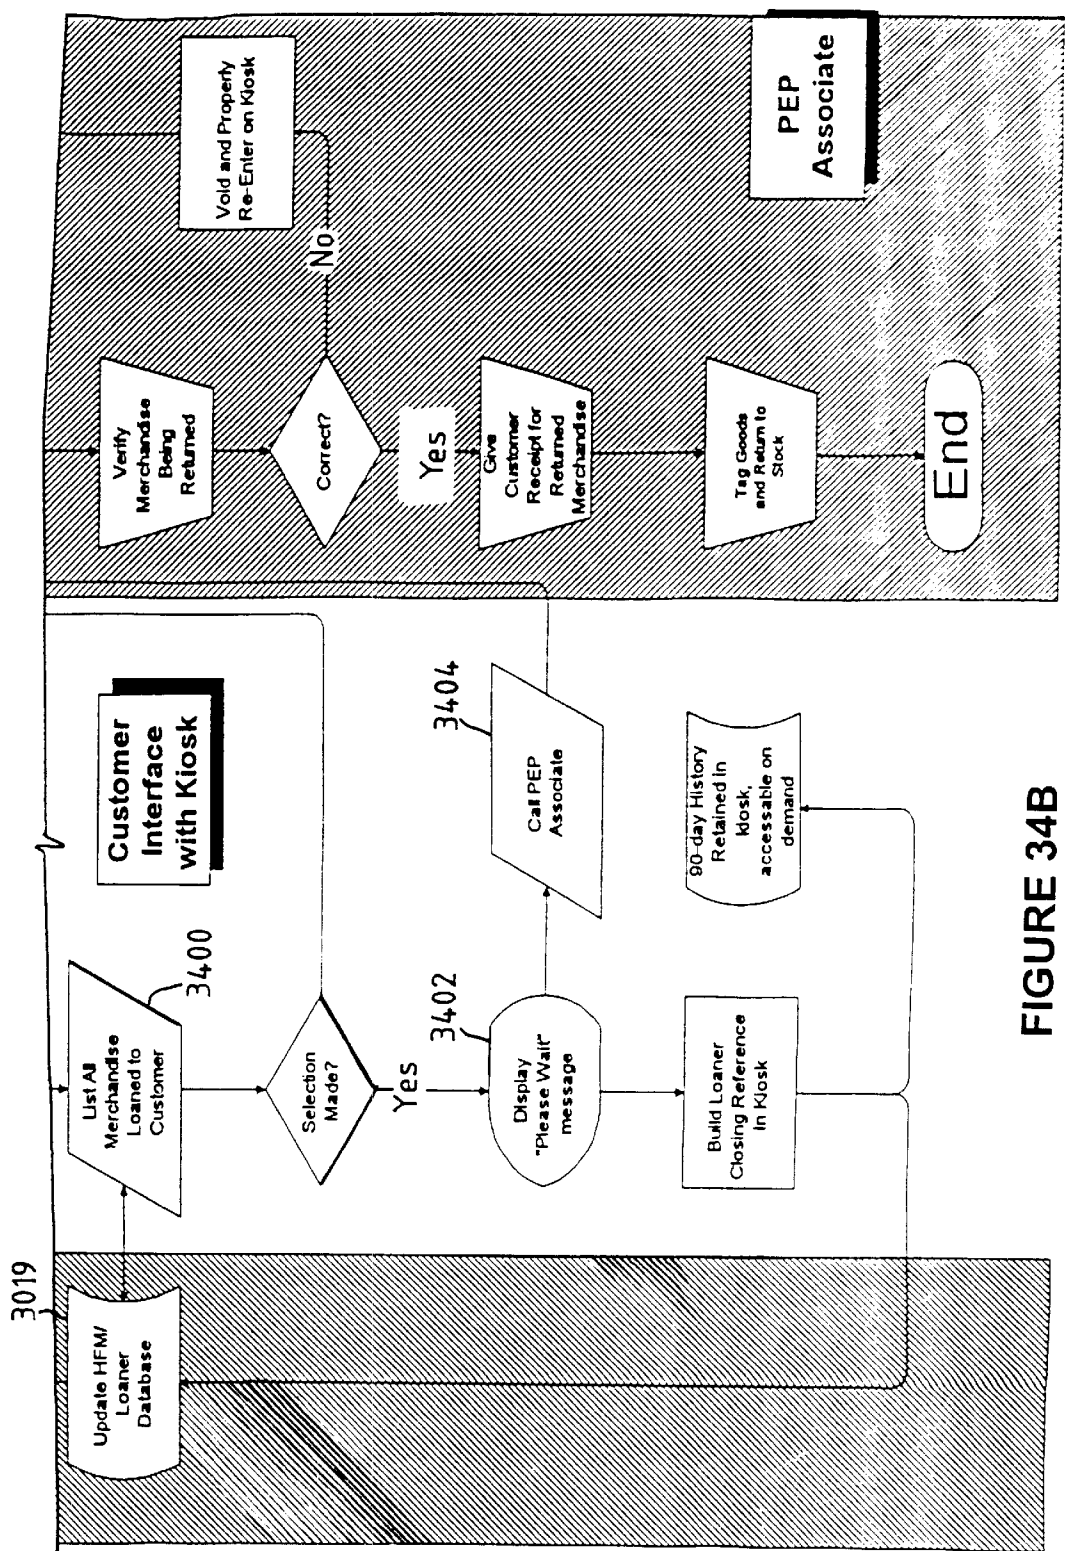 3019
Update HFM/
Loaner
Database
List All
Merchandise
Loaned to
Customer
3400
Customer
Interface
with Kiosk
Selection
Made?
Yes
3402
Display
"Please Wait"
message
3404
Call PEP
Associate
Build Loaner
Closing Reference
In Kiosk
90-day History
Retained in
kiosk,
accessable on
demand
Verify
Merchandise
Being
Returned
Void and Properly
Re-Enter on Kiosk
Correct?
No
Yes
Give
Customer
Receipt for
Returned
Merchandise
Tag Goods
and Return to
Stock
PEP
Associate
End
FIGURE 34B